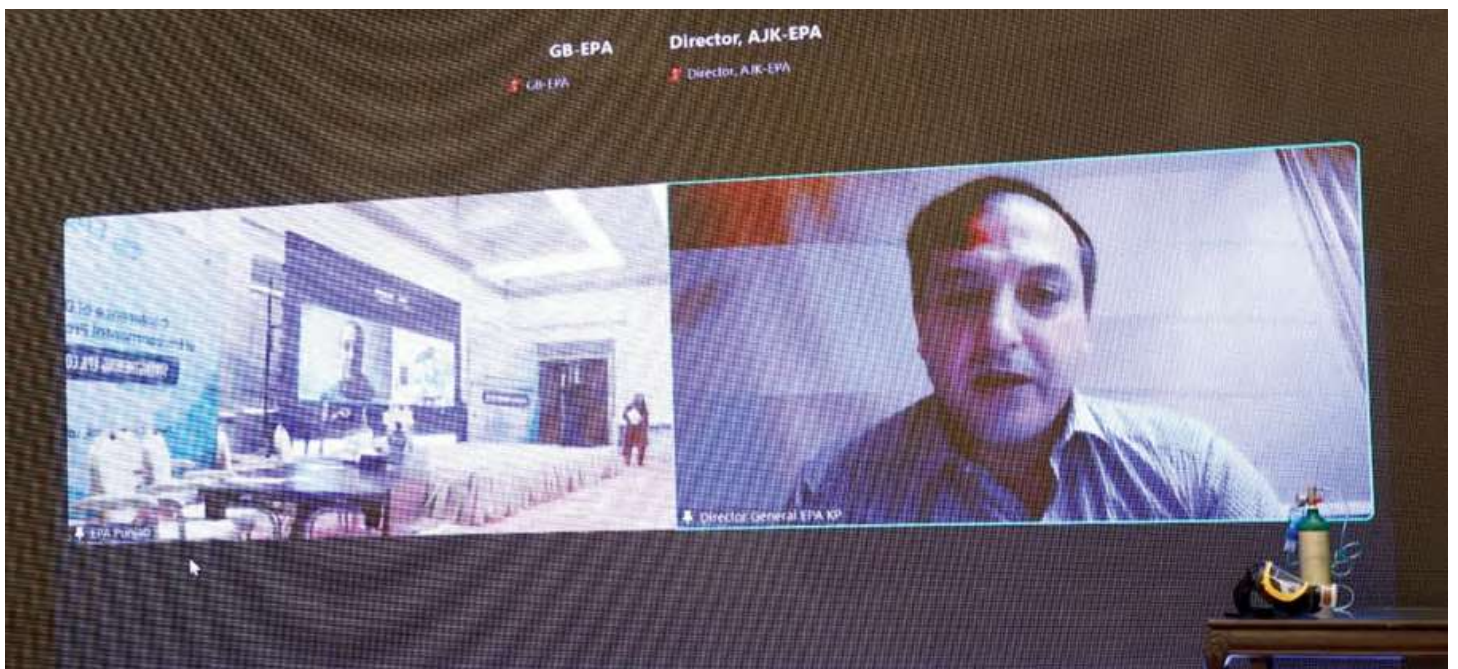 GB-EPA
GB-EPA
Director, AJK-EPA
Director, AJK-EPA
EPA Punjab
Director General EPA KP